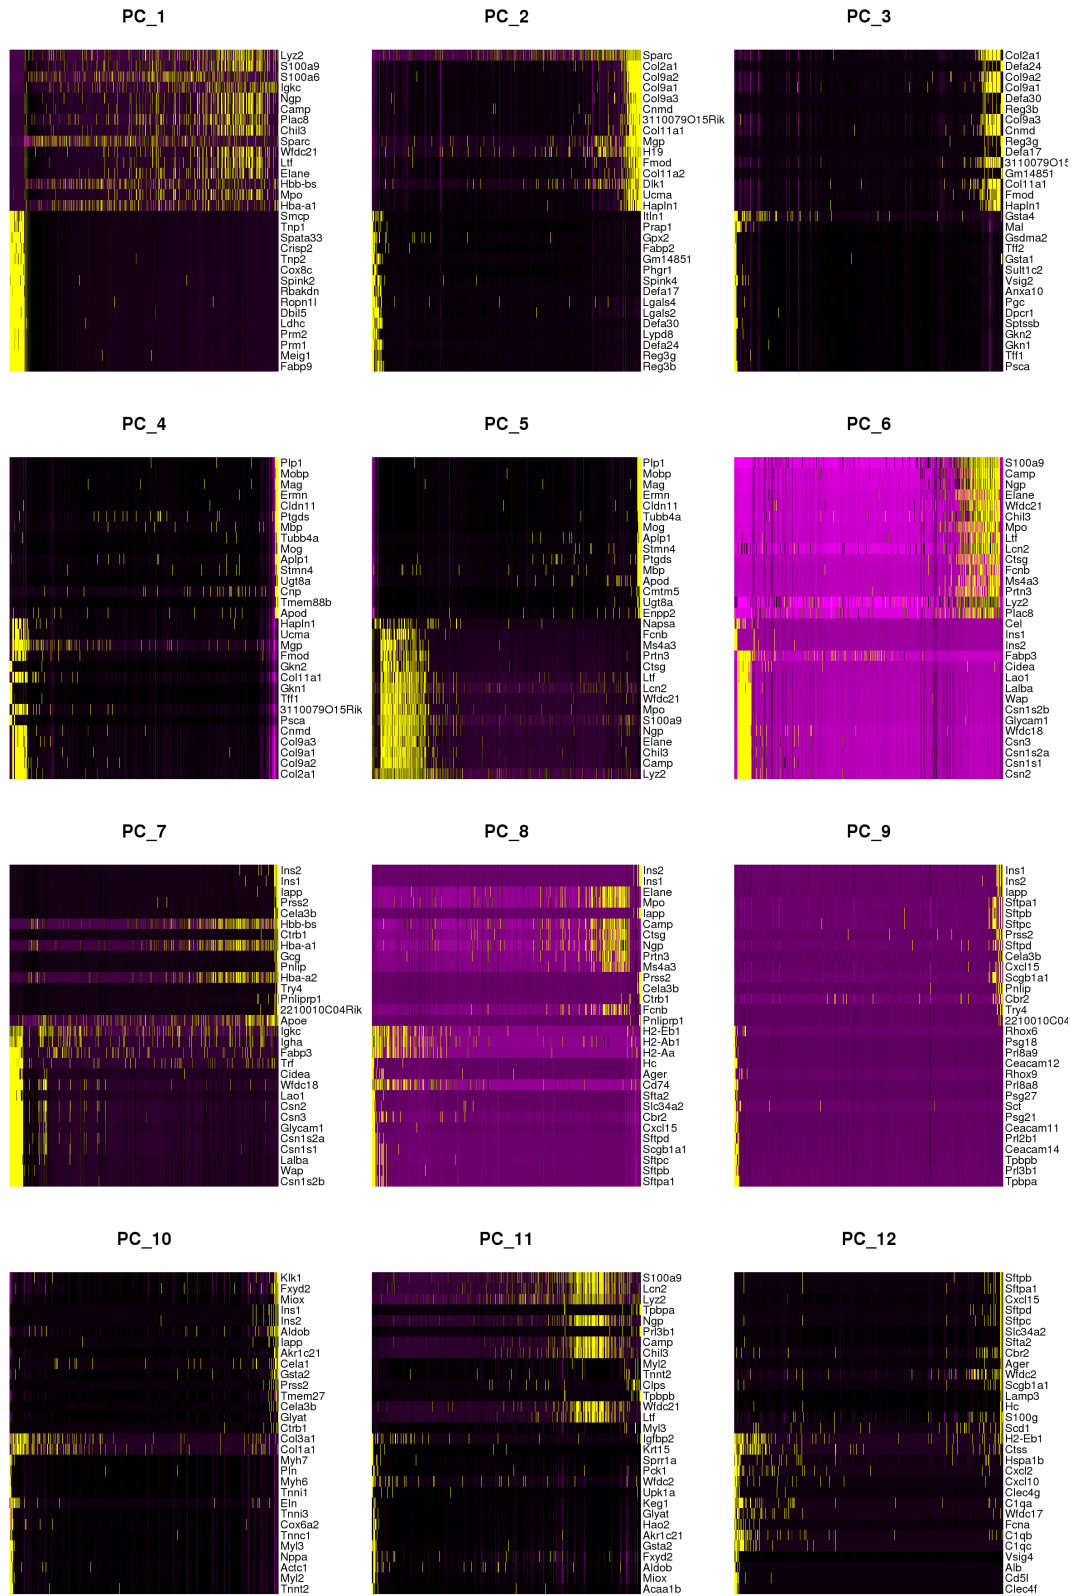 PC_1
Lyz2
S100a9
S100a6
Igkc
Ngp
Camp
Plac8
Chil3
Sparc
Wfdc21
Ltf
Elane
Hbb-bs
Mpo
Hba-a1
Smcp
Tnp1
Spata33
Crisp2
Tnp2
Cox8c
Spink2
Rbakdn
Ropn1l
Dbil5
Ldhc
Prm2
Prm1
Meig1
Fabp9
PC_2
Sparc
Col2a1
Col9a2
Col9a1
Col9a3
Cnmd
3110079O15Rik
Col11a1
Mgp
H19
Fmod
Col11a2
Dlk1
Ucma
Hapln1
Itln1
Prap1
Gpx2
Fabp2
Gm14851
Phgr1
Spink4
Defa17
Lgals4
Lgals2
Defa30
Lypd8
Defa24
Reg3g
Reg3b
PC_3
Col2a1
Defa24
Col9a2
Col9a1
Defa30
Reg3b
Col9a3
Cnmd
Reg3g
Defa17
3110079O15
Gm14851
Col11a1
Fmod
Hapln1
Gsta4
Mal
Gsdma2
Tff2
Gsta1
Sult1c2
Vsig2
Anxa10
Pgc
Dpcr1
Sptssb
Gkn2
Gkn1
Tff1
Psca
PC_4
Plp1
Mobp
Mag
Ermn
Cldn11
Ptgds
Mbp
Tubb4a
Mog
Aplp1
Stmn4
Ugt8a
Cnp
Tmem88b
Apod
Hapln1
Ucma
Mgp
Fmod
Gkn2
Col11a1
Gkn1
Tff1
3110079O15Rik
Psca
Cnmd
Col9a3
Col9a1
Col9a2
Col2a1
PC_5
Plp1
Mobp
Mag
Ermn
Cldn11
Tubb4a
Mog
Aplp1
Stmn4
Ptgds
Mbp
Apod
Cmtm5
Ugt8a
Enpp2
Napsa
Fcnb
Ms4a3
Prtn3
Ctsg
Ltf
Lcn2
Wfdc21
Mpo
S100a9
Ngp
Elane
Chil3
Camp
Lyz2
PC_6
S100a9
Camp
Ngp
Elane
Wfdc21
Chil3
Mpo
Ltf
Lcn2
Ctsg
Fcnb
Ms4a3
Prtn3
Lyz2
Plac8
Cel
Ins1
Ins2
Fabp3
Cidea
Lao1
Lalba
Wap
Csn1s2b
Glycam1
Wfdc18
Csn3
Csn1s2a
Csn1s1
Csn2
PC_7
Ins2
Ins1
Iapp
Prss2
Cela3b
Hbb-bs
Ctrb1
Hba-a1
Gcg
Pnlip
Hba-a2
Try4
Pnliprp1
2210010C04Rik
Apoe
Igkc
Igha
Fabp3
Trf
Cidea
Wfdc18
Lao1
Csn2
Csn3
Glycam1
Csn1s2a
Csn1s1
Lalba
Wap
Csn1s2b
PC_8
Ins2
Ins1
Elane
Mpo
Iapp
Camp
Ctsg
Ngp
Prtn3
Ms4a3
Prss2
Cela3b
Ctrb1
Fcnb
Pnliprp1
H2-Eb1
H2-Ab1
H2-Aa
Hc
Ager
Cd74
Sfta2
Slc34a2
Cbr2
Cxcl15
Sftpd
Scgb1a1
Sftpc
Sftpb
Sftpa1
PC_9
Ins1
Ins2
Iapp
Sftpa1
Sftpb
Sftpc
Prss2
Sftpd
Cela3b
Cxcl15
Scgb1a1
Pnlip
Cbr2
Try4
2210010C04
Rhox6
Psg18
Prl8a9
Ceacam12
Rhox9
Prl8a8
Psg27
Sct
Psg21
Ceacam11
Prl2b1
Ceacam14
Tpbpb
Prl3b1
Tpbpa
PC_10
Klk1
Fxyd2
Miox
Ins1
Ins2
Aldob
Iapp
Akr1c21
Cela1
Gsta2
Prss2
Tmem27
Cela3b
Glyat
Ctrb1
Col3a1
Col1a1
Myh7
Pln
Myh6
Tnni1
Eln
Tnni3
Cox6a2
Tnnc1
Myl3
Nppa
Actc1
Myl2
Tnnt2
PC_11
S100a9
Lcn2
Lyz2
Tpbpa
Ngp
Prl3b1
Camp
Chil3
Myl2
Tnnt2
Clps
Tpbpb
Wfdc21
Ltf
Myl3
Igfbp2
Krt15
Sprr1a
Pck1
Wfdc2
Upk1a
Keg1
Glyat
Hao2
Akr1c21
Gsta2
Fxyd2
Aldob
Miox
Acaa1b
PC_12
Sftpb
Sftpa1
Cxcl15
Sftpd
Sftpc
Slc34a2
Sfta2
Cbr2
Ager
Wfdc2
Scgb1a1
Lamp3
Hc
S100g
Scd1
H2-Eb1
Ctss
Hspa1b
Cxcl2
Cxcl10
Clec4g
C1qa
Wfdc17
Fcna
C1qb
C1qc
Vsig4
Alb
Cd5l
Clec4f